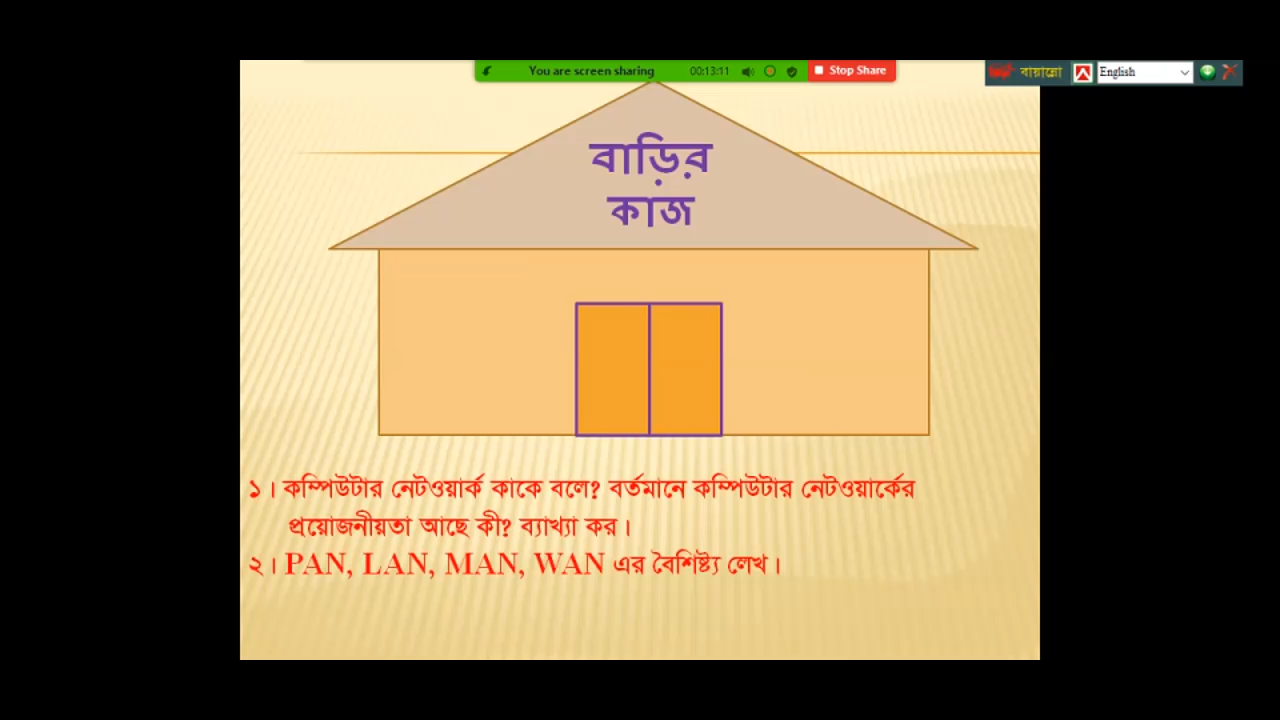 You are screen sharing 00:13:11 Stop Share
বায়ান্নো English
বাড়ির
কাজ
১। কম্পিউটার নেটওয়ার্ক কাকে বলে? বর্তমানে কম্পিউটার নেটওয়ার্কের
প্রয়োজনীয়তা আছে কী? ব্যাখ্যা কর।
২। PAN, LAN, MAN, WAN এর বৈশিষ্ট্য লেখ।